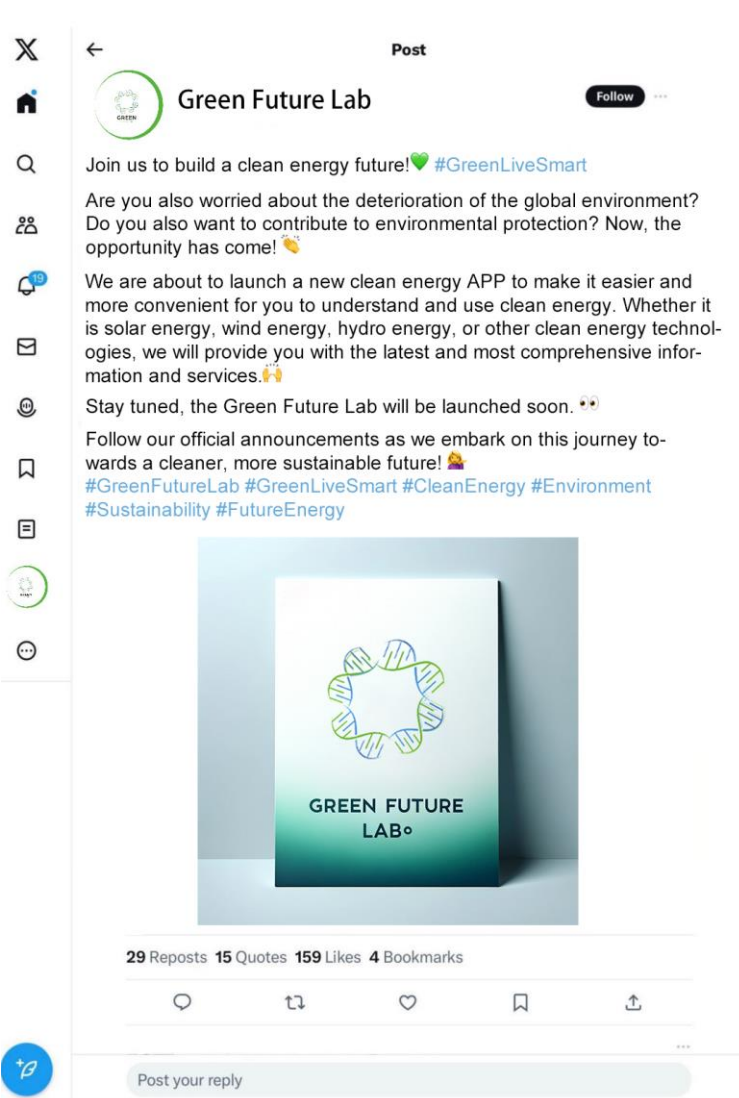 Post
GREEN
Green Future Lab
Follow
Join us to build a clean energy future!💚 #GreenLiveSmart
Are you also worried about the deterioration of the global environment?
Do you also want to contribute to environmental protection? Now, the
opportunity has come! 👏
19
We are about to launch a new clean energy APP to make it easier and
more convenient for you to understand and use clean energy. Whether it
is solar energy, wind energy, hydro energy, or other clean energy technol-
ogies, we will provide you with the latest and most comprehensive infor-
mation and services.🙌
Stay tuned, the Green Future Lab will be launched soon. 👀
Follow our official announcements as we embark on this journey to-
wards a cleaner, more sustainable future! 💁‍♀️
#GreenFutureLab #GreenLiveSmart #CleanEnergy #Environment
#Sustainability #FutureEnergy
GREEN FUTURE
LAB
29 Reposts 15 Quotes 159 Likes 4 Bookmarks
Post your reply